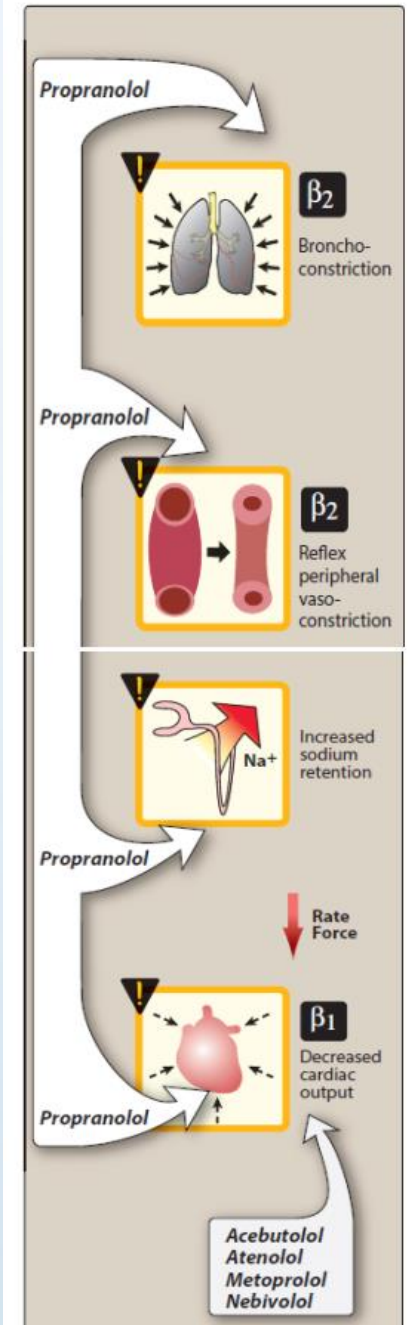 Propranolol
!
β2
Broncho-
constriction
Propranolol
!
β2
Reflex
peripheral
vaso-
constriction
!
Na+
Increased
sodium
retention
Propranolol
Rate
Force
!
β1
Decreased
cardiac
output
Propranolol
Acebutolol
Atenolol
Metoprolol
Nebivolol